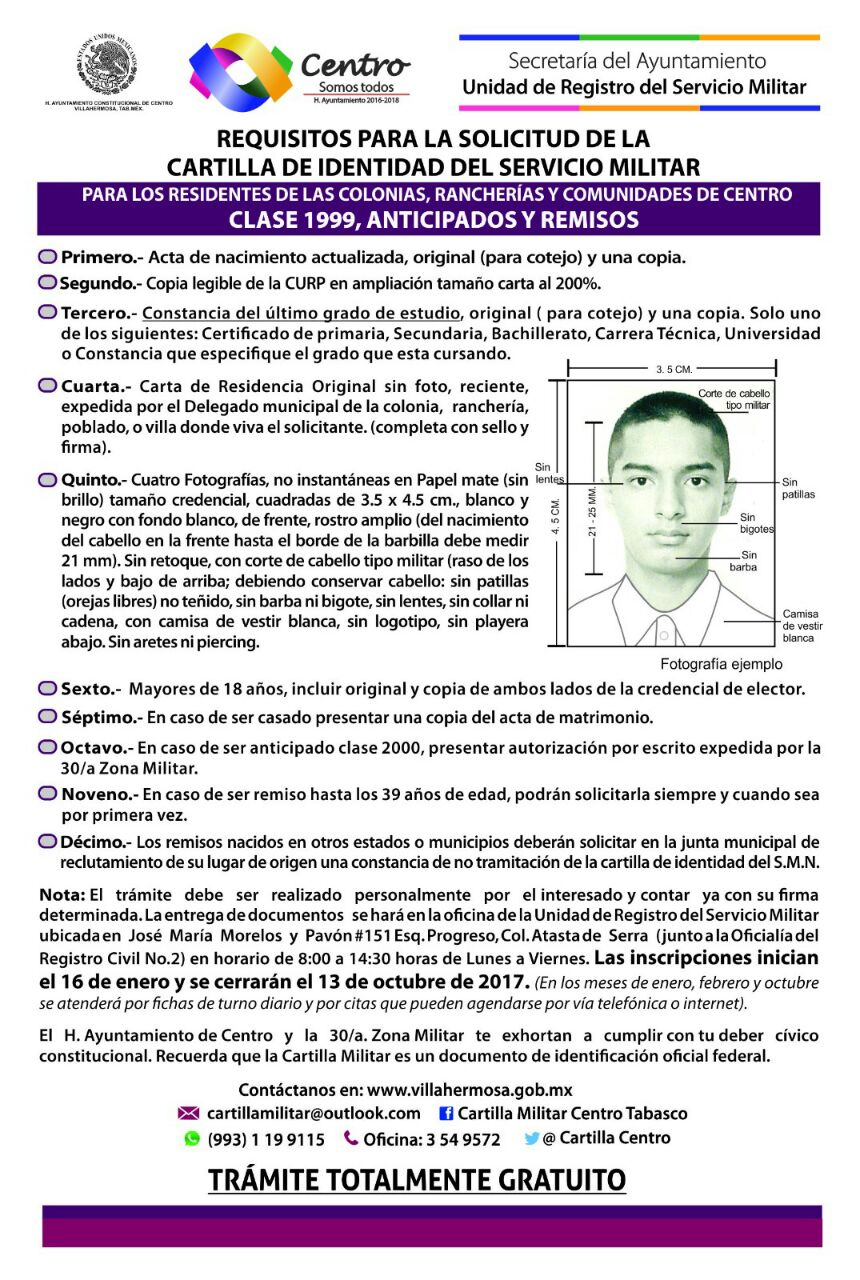 ESTADOS UNIDOS MEXICANOS
H. AYUNTAMIENTO CONSTITUCIONAL DE CENTRO
VILLAHERMOSA, TAB. MEX.
Centro
Somos todos
H. Ayuntamiento 2016-2018
Secretaría del Ayuntamiento
Unidad de Registro del Servicio Militar
REQUISITOS PARA LA SOLICITUD DE LA
CARTILLA DE IDENTIDAD DEL SERVICIO MILITAR
PARA LOS RESIDENTES DE LAS COLONIAS, RANCHERÍAS Y COMUNIDADES DE CENTRO
CLASE 1999, ANTICIPADOS Y REMISOS
Primero.- Acta de nacimiento actualizada, original (para cotejo) y una copia.
Segundo.- Copia legible de la CURP en ampliación tamaño carta al 200%.
Tercero.- Constancia del último grado de estudio, original ( para cotejo) y una copia. Solo uno
de los siguientes: Certificado de primaria, Secundaria, Bachillerato, Carrera Técnica, Universidad
o Constancia que especifique el grado que esta cursando.
Cuarta.- Carta de Residencia Original sin foto, reciente,
expedida por el Delegado municipal de la colonia, ranchería,
poblado, o villa donde viva el solicitante. (completa con sello y
firma).
Quinto.- Cuatro Fotografías, no instantáneas en Papel mate (sin
brillo) tamaño credencial, cuadradas de 3.5 x 4.5 cm., blanco y
negro con fondo blanco, de frente, rostro amplio (del nacimiento
del cabello en la frente hasta el borde de la barbilla debe medir
21 mm). Sin retoque, con corte de cabello tipo militar (raso de los
lados y bajo de arriba; debiendo conservar cabello: sin patillas
(orejas libres) no teñido, sin barba ni bigote, sin lentes, sin collar ni
cadena, con camisa de vestir blanca, sin logotipo, sin playera
abajo. Sin aretes ni piercing.
3. 5 CM.
Corte de cabello
tipo militar
Sin
lentes
4. 5 CM.
21 - 25 MM.
Sin
patillas
Sin
bigotes
Sin
barba
Camisa
de vestir
blanca
Fotografía ejemplo
Sexto.- Mayores de 18 años, incluir original y copia de ambos lados de la credencial de elector.
Séptimo.- En caso de ser casado presentar una copia del acta de matrimonio.
Octavo.- En caso de ser anticipado clase 2000, presentar autorización por escrito expedida por la
30/a Zona Militar.
Noveno.- En caso de ser remiso hasta los 39 años de edad, podrán solicitarla siempre y cuando sea
por primera vez.
Décimo.- Los remisos nacidos en otros estados o municipios deberán solicitar en la junta municipal de
reclutamiento de su lugar de origen una constancia de no tramitación de la cartilla de identidad del S.M.N.
Nota: El trámite debe ser realizado personalmente por el interesado y contar ya con su firma
determinada. La entrega de documentos se hará en la oficina de la Unidad de Registro del Servicio Militar
ubicada en José María Morelos y Pavón #151 Esq. Progreso, Col. Atasta de Serra (junto a la Oficialía del
Registro Civil No.2) en horario de 8:00 a 14:30 horas de Lunes a Viernes. Las inscripciones inician
el 16 de enero y se cerrarán el 13 de octubre de 2017. (En los meses de enero, febrero y octubre
se atenderá por fichas de turno diario y por citas que pueden agendarse por vía telefónica o internet).
El H. Ayuntamiento de Centro y la 30/a. Zona Militar te exhortan a cumplir con tu deber cívico
constitucional. Recuerda que la Cartilla Militar es un documento de identificación oficial federal.
Contáctanos en: www.villahermosa.gob.mx
cartillamilitar@outlook.com Cartilla Militar Centro Tabasco
(993) 1 19 9115 Oficina: 3 54 9572 @ Cartilla Centro
TRÁMITE TOTALMENTE GRATUITO